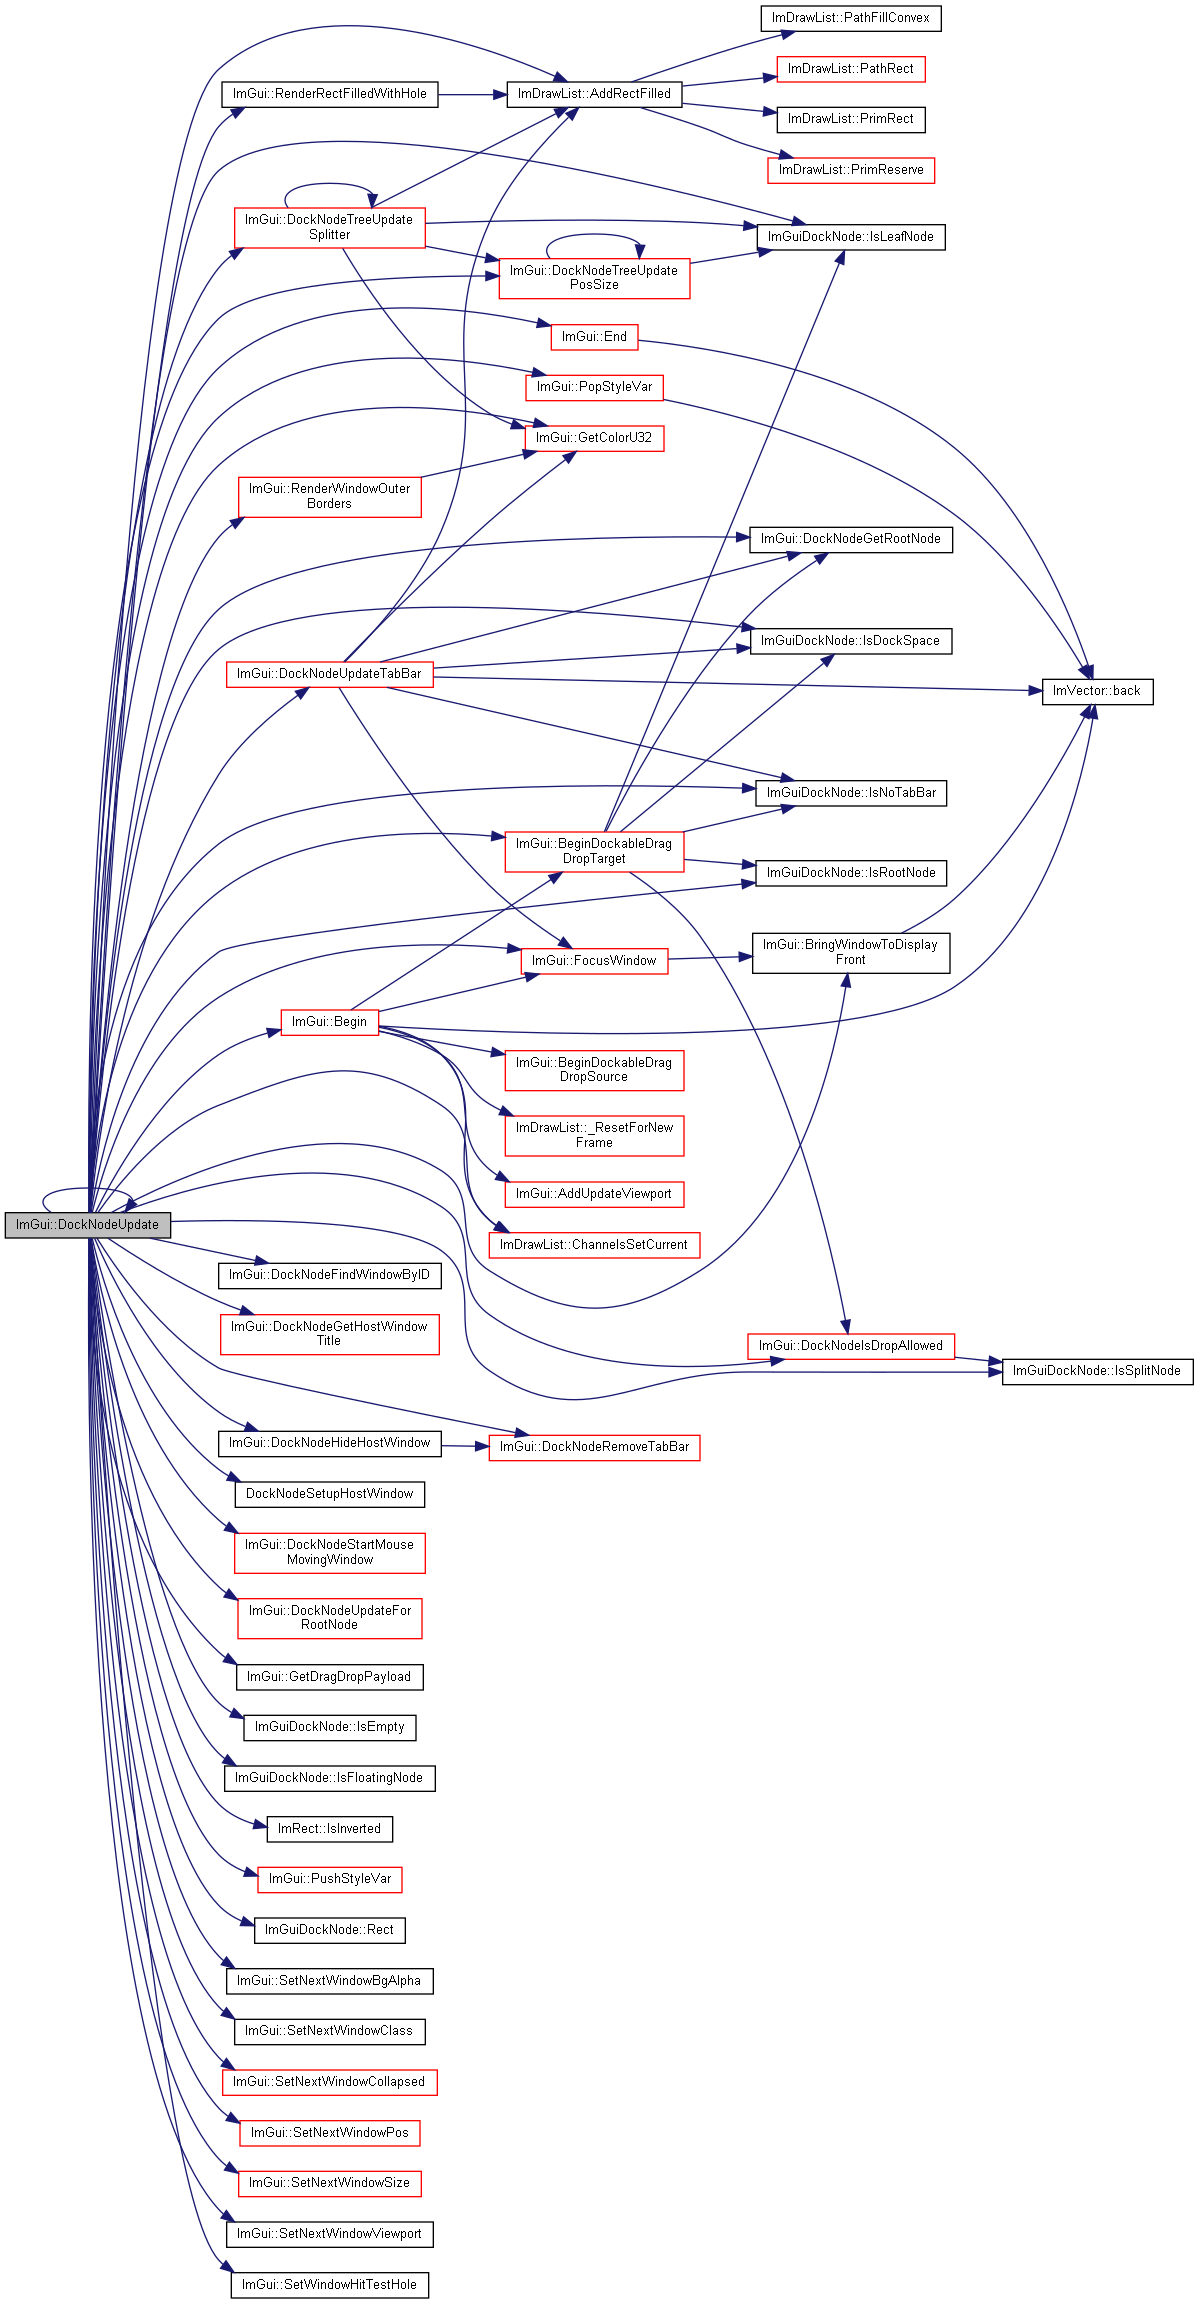 ImDrawList::PathFillConvex
ImDrawList::PathRect
ImGui::RenderRectFilledWithHole
ImDrawList::AddRectFilled
ImDrawList::PrimRect
ImDrawList::PrimReserve
ImGui::DockNodeTreeUpdate
Splitter
ImGuiDockNode::IsLeafNode
ImGui::DockNodeTreeUpdate
PosSize
ImGui::End
ImGui::PopStyleVar
ImGui::GetColorU32
ImGui::RenderWindowOuter
Borders
ImGui::DockNodeGetRootNode
ImGuiDockNode::IsDockSpace
ImGui::DockNodeUpdateTabBar
ImVector::back
ImGuiDockNode::IsNoTabBar
ImGui::BeginDockableDrag
DropTarget
ImGuiDockNode::IsRootNode
ImGui::BringWindowToDisplay
Front
ImGui::FocusWindow
ImGui::Begin
ImGui::BeginDockableDrag
DropSource
ImDrawList::_ResetForNew
Frame
ImGui::AddUpdateViewport
ImGui::DockNodeUpdate
ImDrawList::ChannelsSetCurrent
ImGui::DockNodeFindWindowByID
ImGui::DockNodeGetHostWindow
Title
ImGui::DockNodeIsDropAllowed
ImGuiDockNode::IsSplitNode
ImGui::DockNodeHideHostWindow
ImGui::DockNodeRemoveTabBar
DockNodeSetupHostWindow
ImGui::DockNodeStartMouse
MovingWindow
ImGui::DockNodeUpdateFor
RootNode
ImGui::GetDragDropPayload
ImGuiDockNode::IsEmpty
ImGuiDockNode::IsFloatingNode
ImRect::IsInverted
ImGui::PushStyleVar
ImGuiDockNode::Rect
ImGui::SetNextWindowBgAlpha
ImGui::SetNextWindowClass
ImGui::SetNextWindowCollapsed
ImGui::SetNextWindowPos
ImGui::SetNextWindowSize
ImGui::SetNextWindowViewport
ImGui::SetWindowHitTestHole